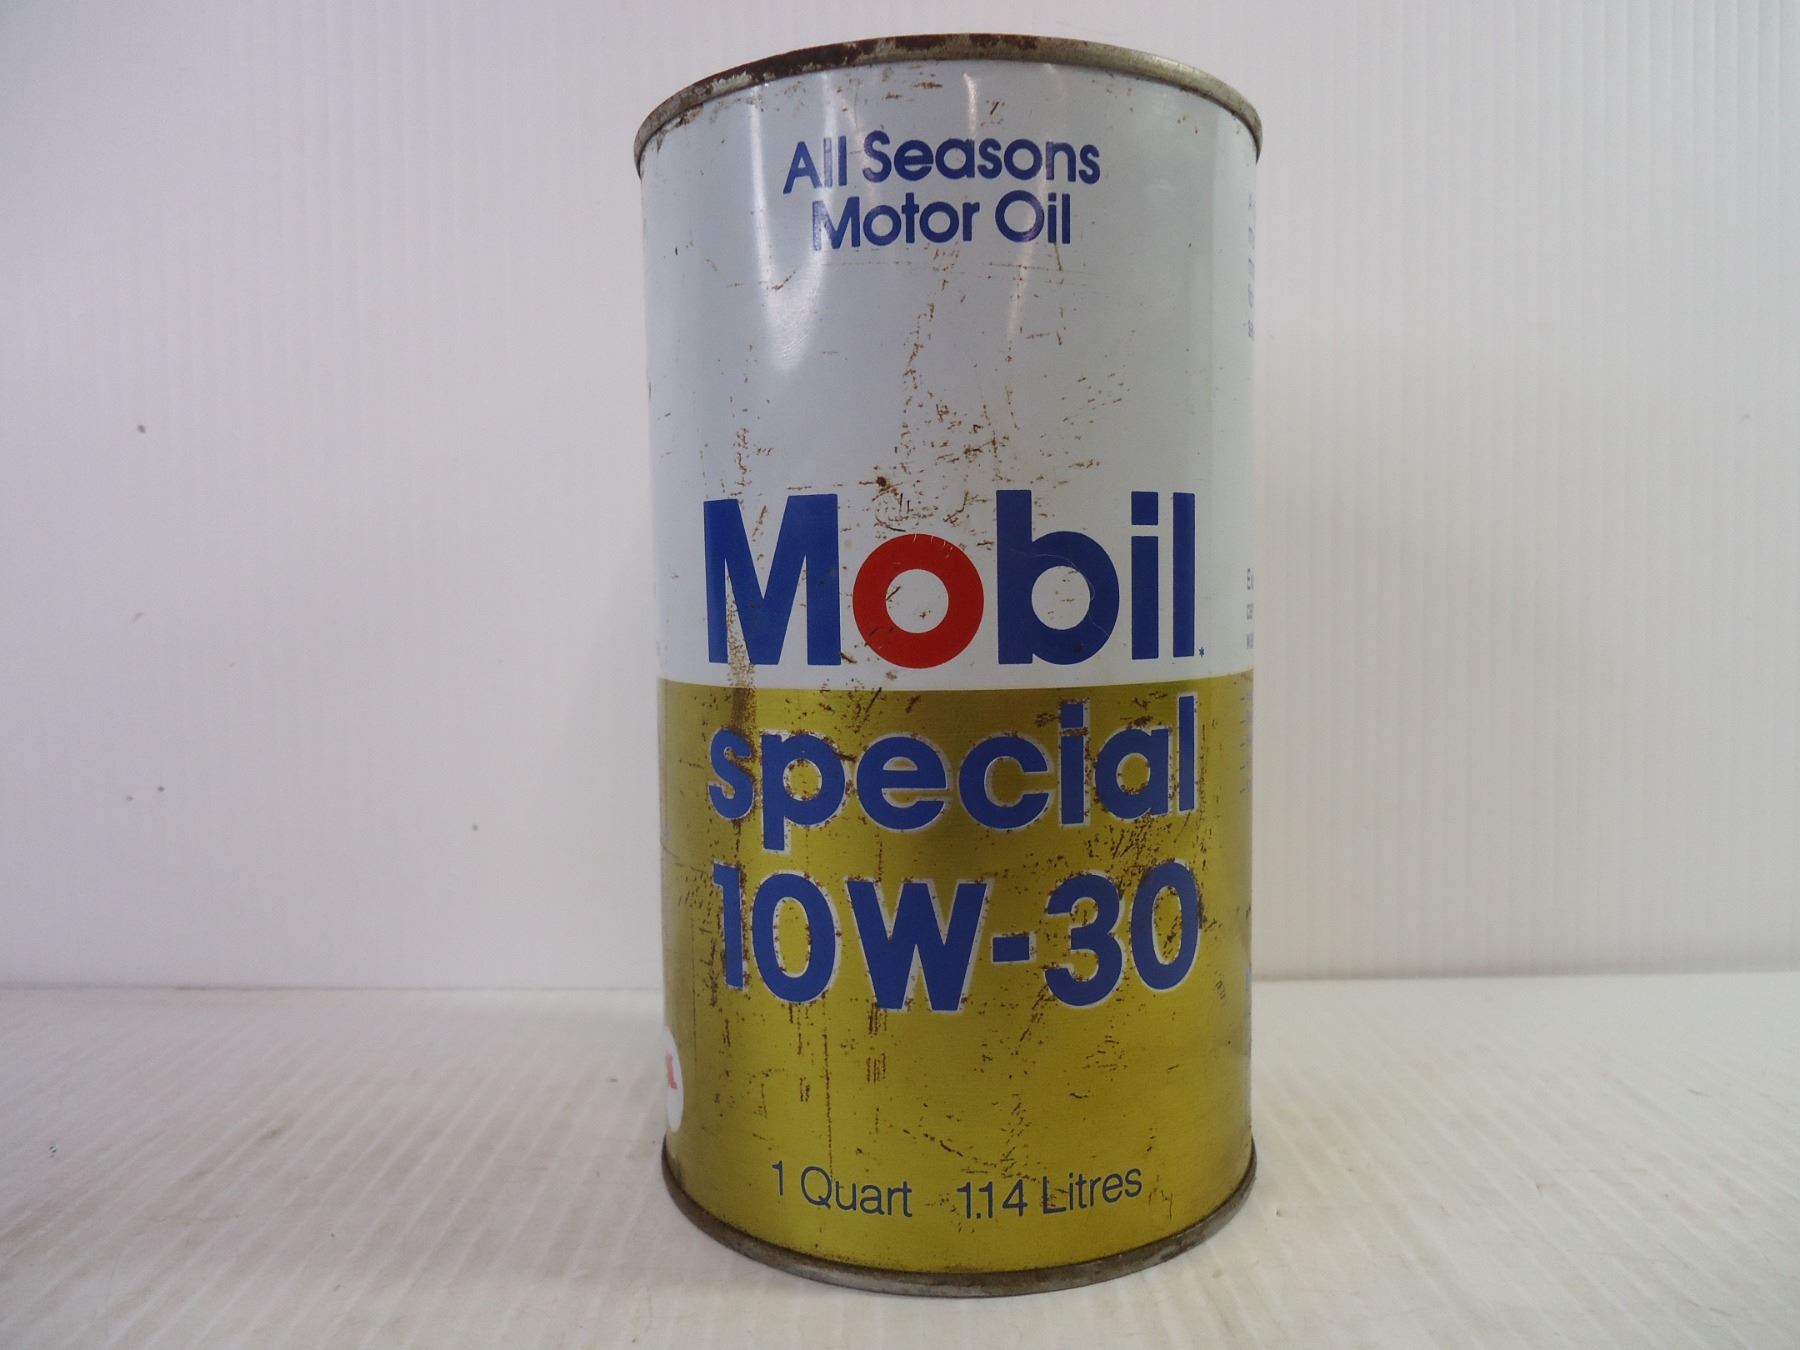 All Seasons
Motor Oil
Mobil
special
10W-30
1 Quart 1.14 Litres